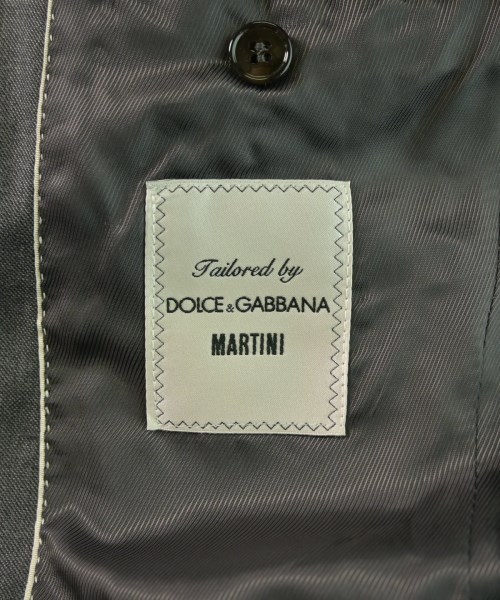 Tailored by
DOLCE & GABBANA
MARTINI